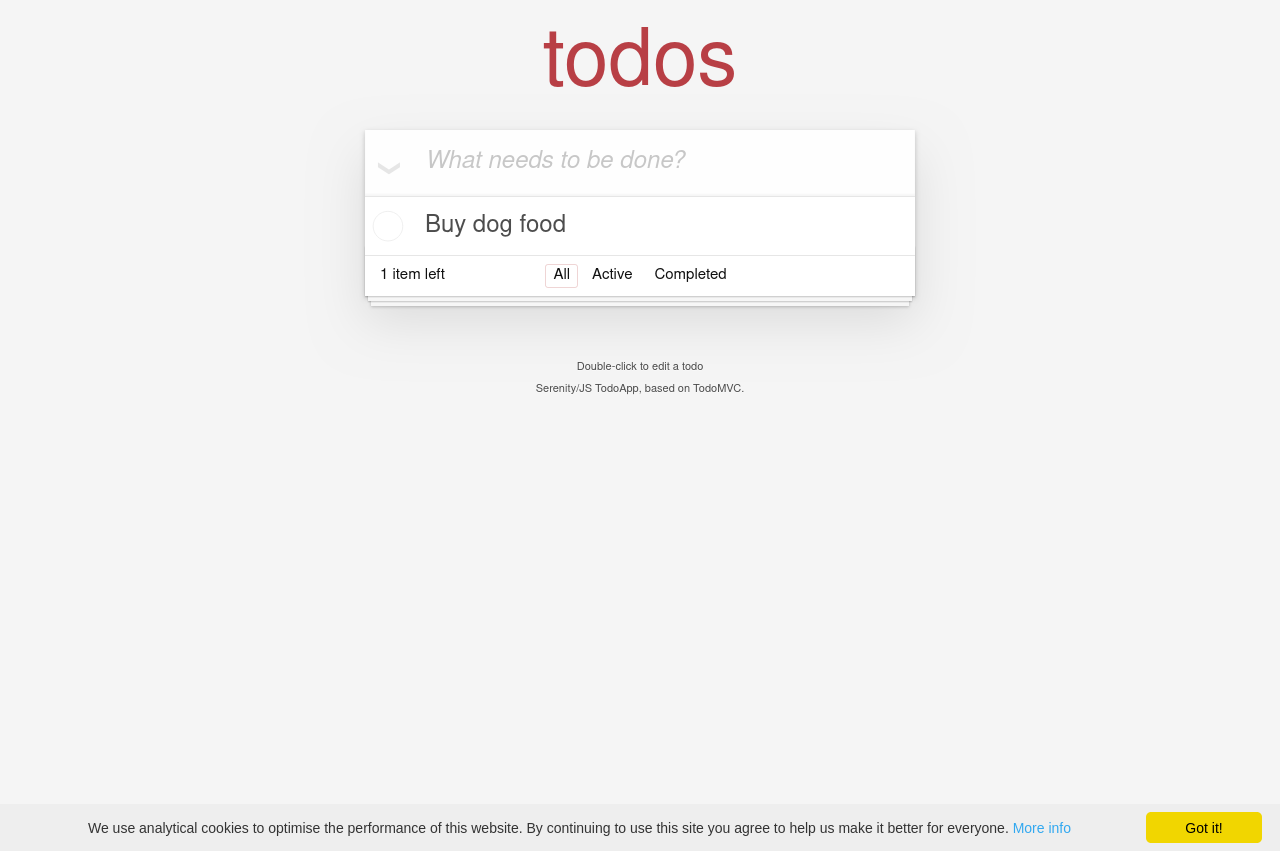 todos
What needs to be done?
Buy dog food
1 item left All Active Completed
Double-click to edit a todo
Serenity/JS TodoApp, based on TodoMVC.
We use analytical cookies to optimise the performance of this website. By continuing to use this site you agree to help us make it better for everyone. More info Got it!